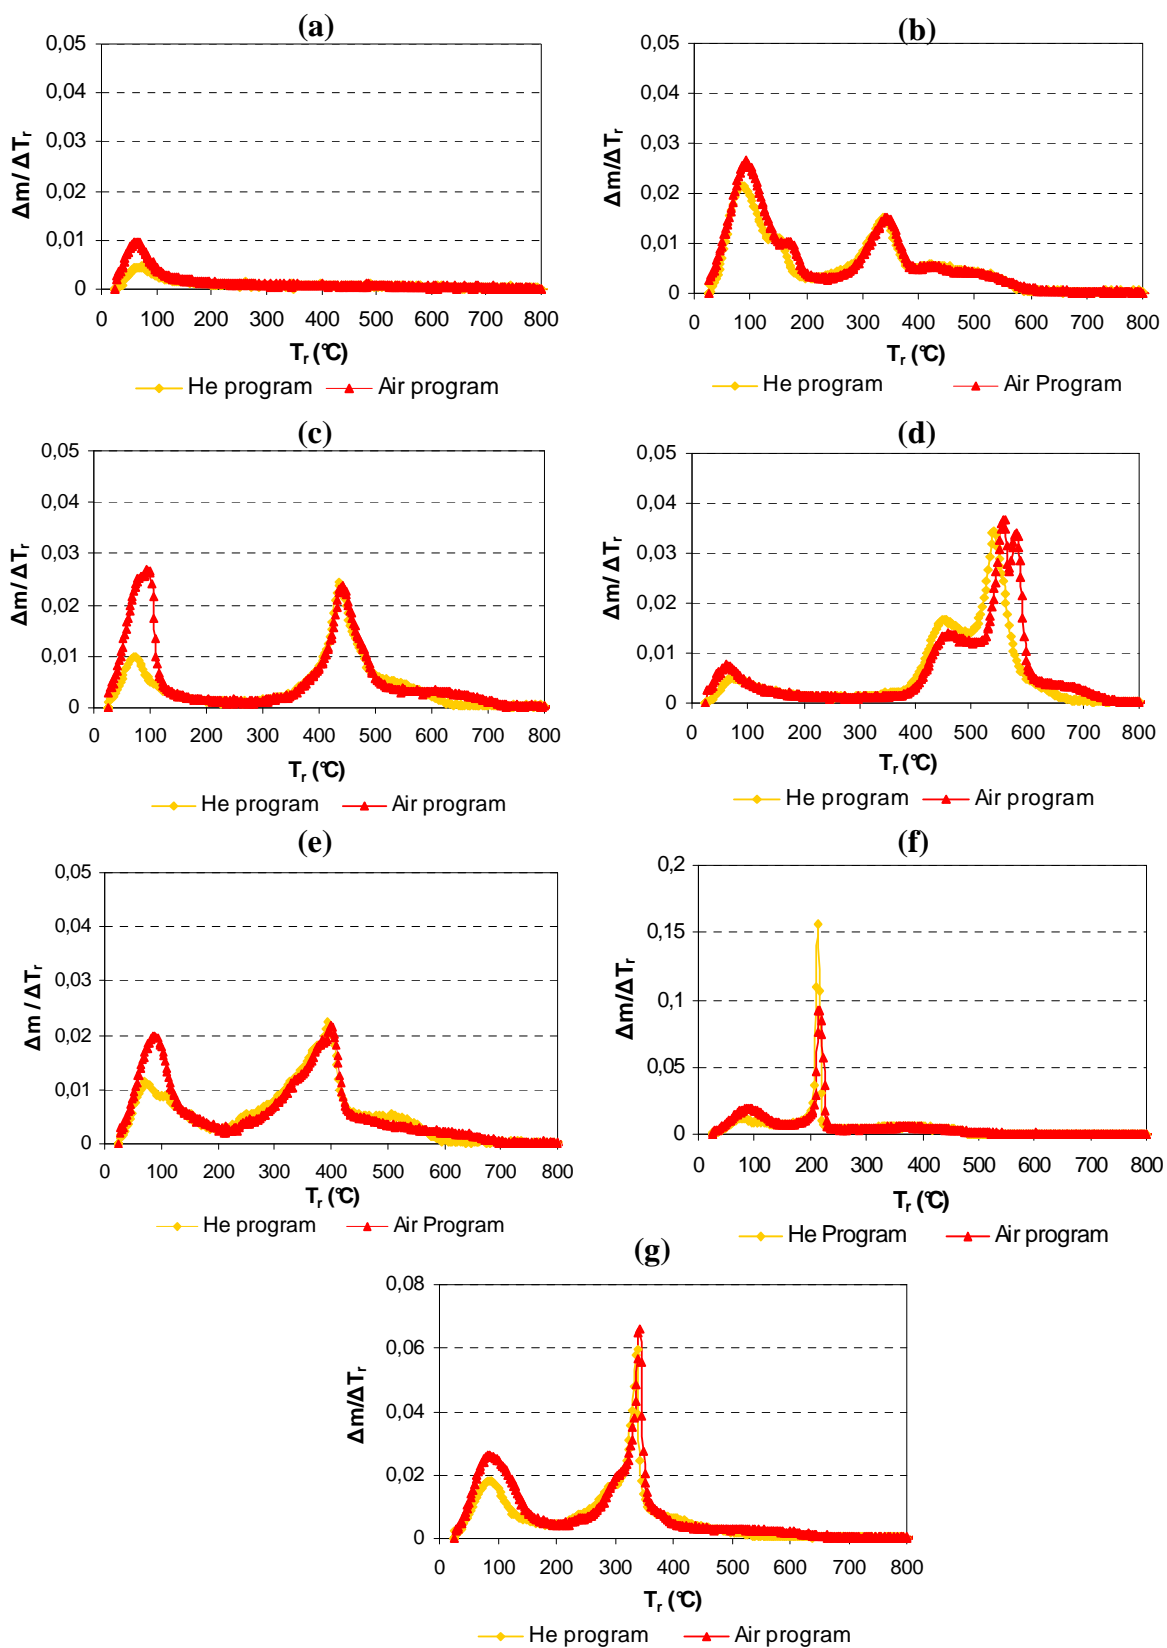 (a)
0,05
0,04
0,03
0,02
0,01
0
Δm/ΔTr
0 100 200 300 400 500 600 700 800
Tr (°C)
He program Air program
(b)
0,05
0,04
0,03
0,02
0,01
0
Δm/ΔTr
0 100 200 300 400 500 600 700 800
Tr (°C)
He program Air Program
(c)
0,05
0,04
0,03
0,02
0,01
0
Δm/ΔTr
0 100 200 300 400 500 600 700 800
Tr (°C)
He program Air program
(d)
0,05
0,04
0,03
0,02
0,01
0
Δm/ΔTr
0 100 200 300 400 500 600 700 800
Tr (°C)
He program Air program
(e)
0,05
0,04
0,03
0,02
0,01
0
Δm /ΔTr
0 100 200 300 400 500 600 700 800
Tr (°C)
He program Air Program
(f)
0,2
0,15
0,1
0,05
0
Δm/ΔTr
0 100 200 300 400 500 600 700 800
Tr (°C)
He Program Air program
(g)
0,08
0,06
0,04
0,02
0
Δm/ΔTr
0 100 200 300 400 500 600 700 800
Tr (°C)
He program Air program